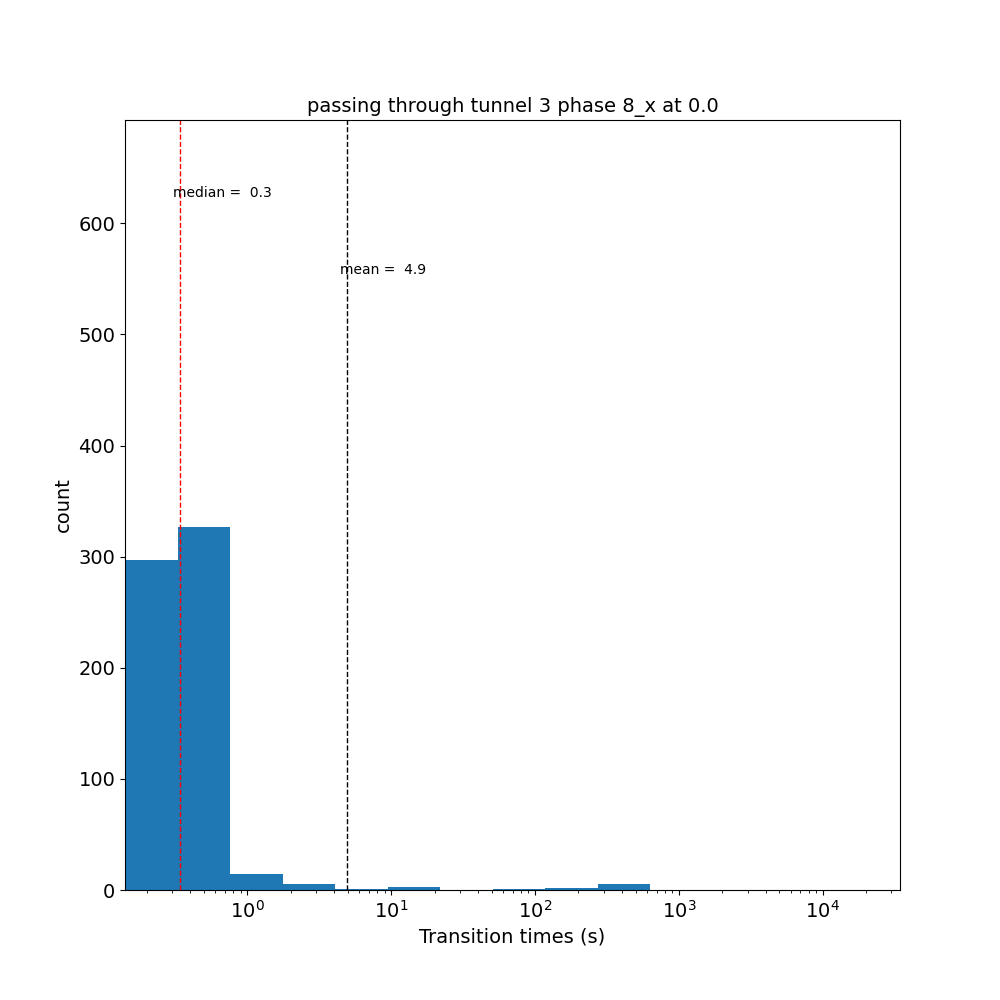 passing through tunnel 3 phase 8_x at 0.0
median =  0.3
mean =  4.9
600
500
400
300
200
100
0
count
10⁰
10¹
10²
10³
10⁴
Transition times (s)